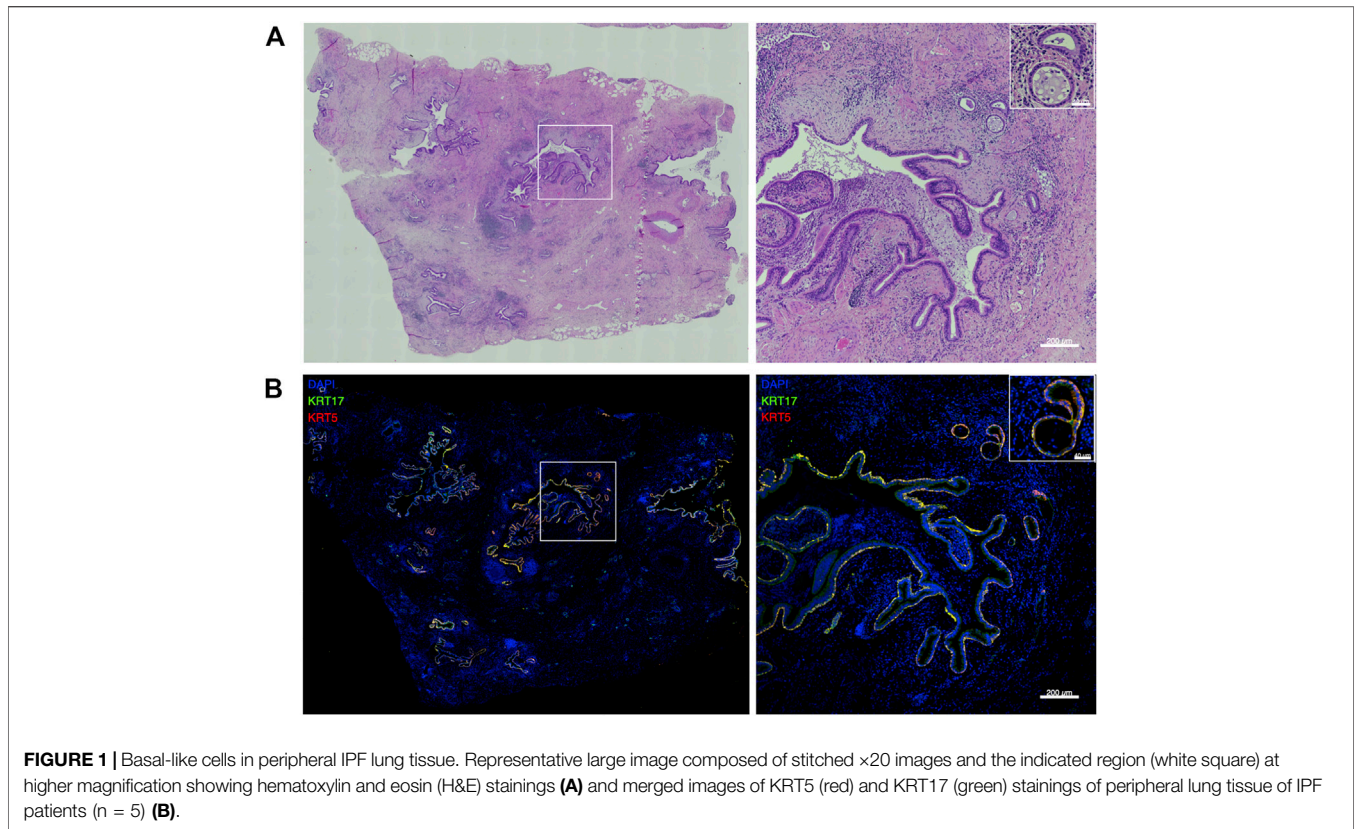 A
200 µm
B
DAPI
KRT17
KRT5
DAPI
KRT17
KRT5
40 µm
200 µm
FIGURE 1 | Basal-like cells in peripheral IPF lung tissue. Representative large image composed of stitched ×20 images and the indicated region (white square) at
higher magnification showing hematoxylin and eosin (H&E) stainings (A) and merged images of KRT5 (red) and KRT17 (green) stainings of peripheral lung tissue of IPF
patients (n = 5) (B).